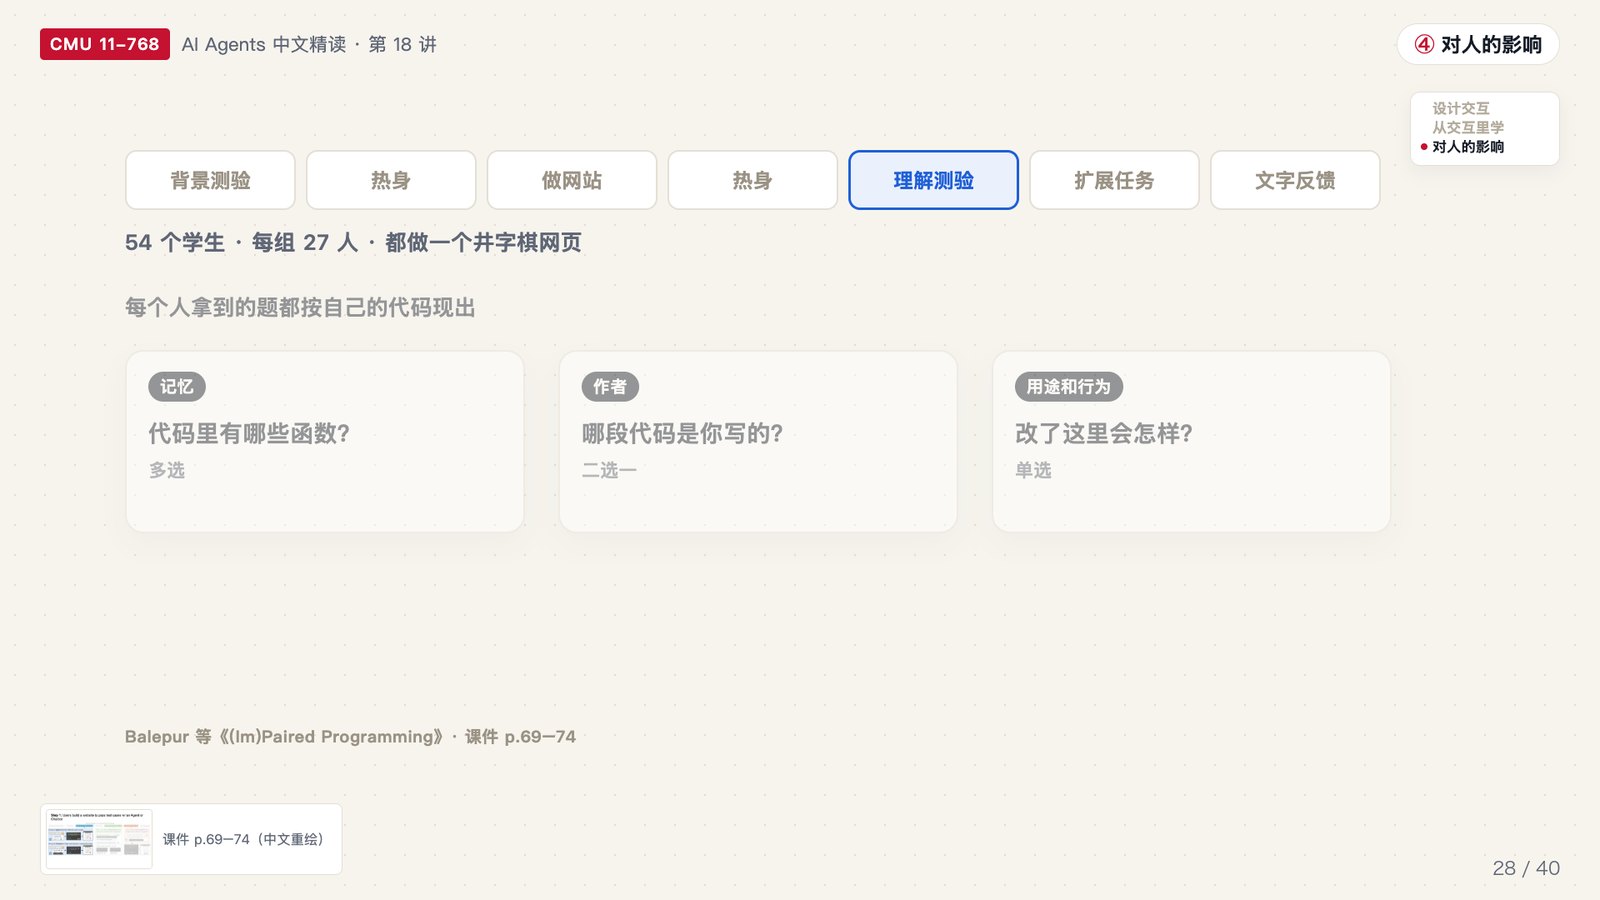 CMU 11-768 AI Agents 中文精读 · 第 18 讲
④ 对人的影响
设计交互
从交互里学
对人的影响
背景测验 热身 做网站 热身 理解测验 扩展任务 文字反馈
54 个学生 · 每组 27 人 · 都做一个井字棋网页
每个人拿到的题都按自己的代码现出
记忆
代码里有哪些函数?
多选
作者
哪段代码是你写的?
二选一
用途和行为
改了这里会怎样?
单选
Balepur 等《(Im)Paired Programming》· 课件 p.69—74
课件 p.69—74（中文重绘）
28 / 40